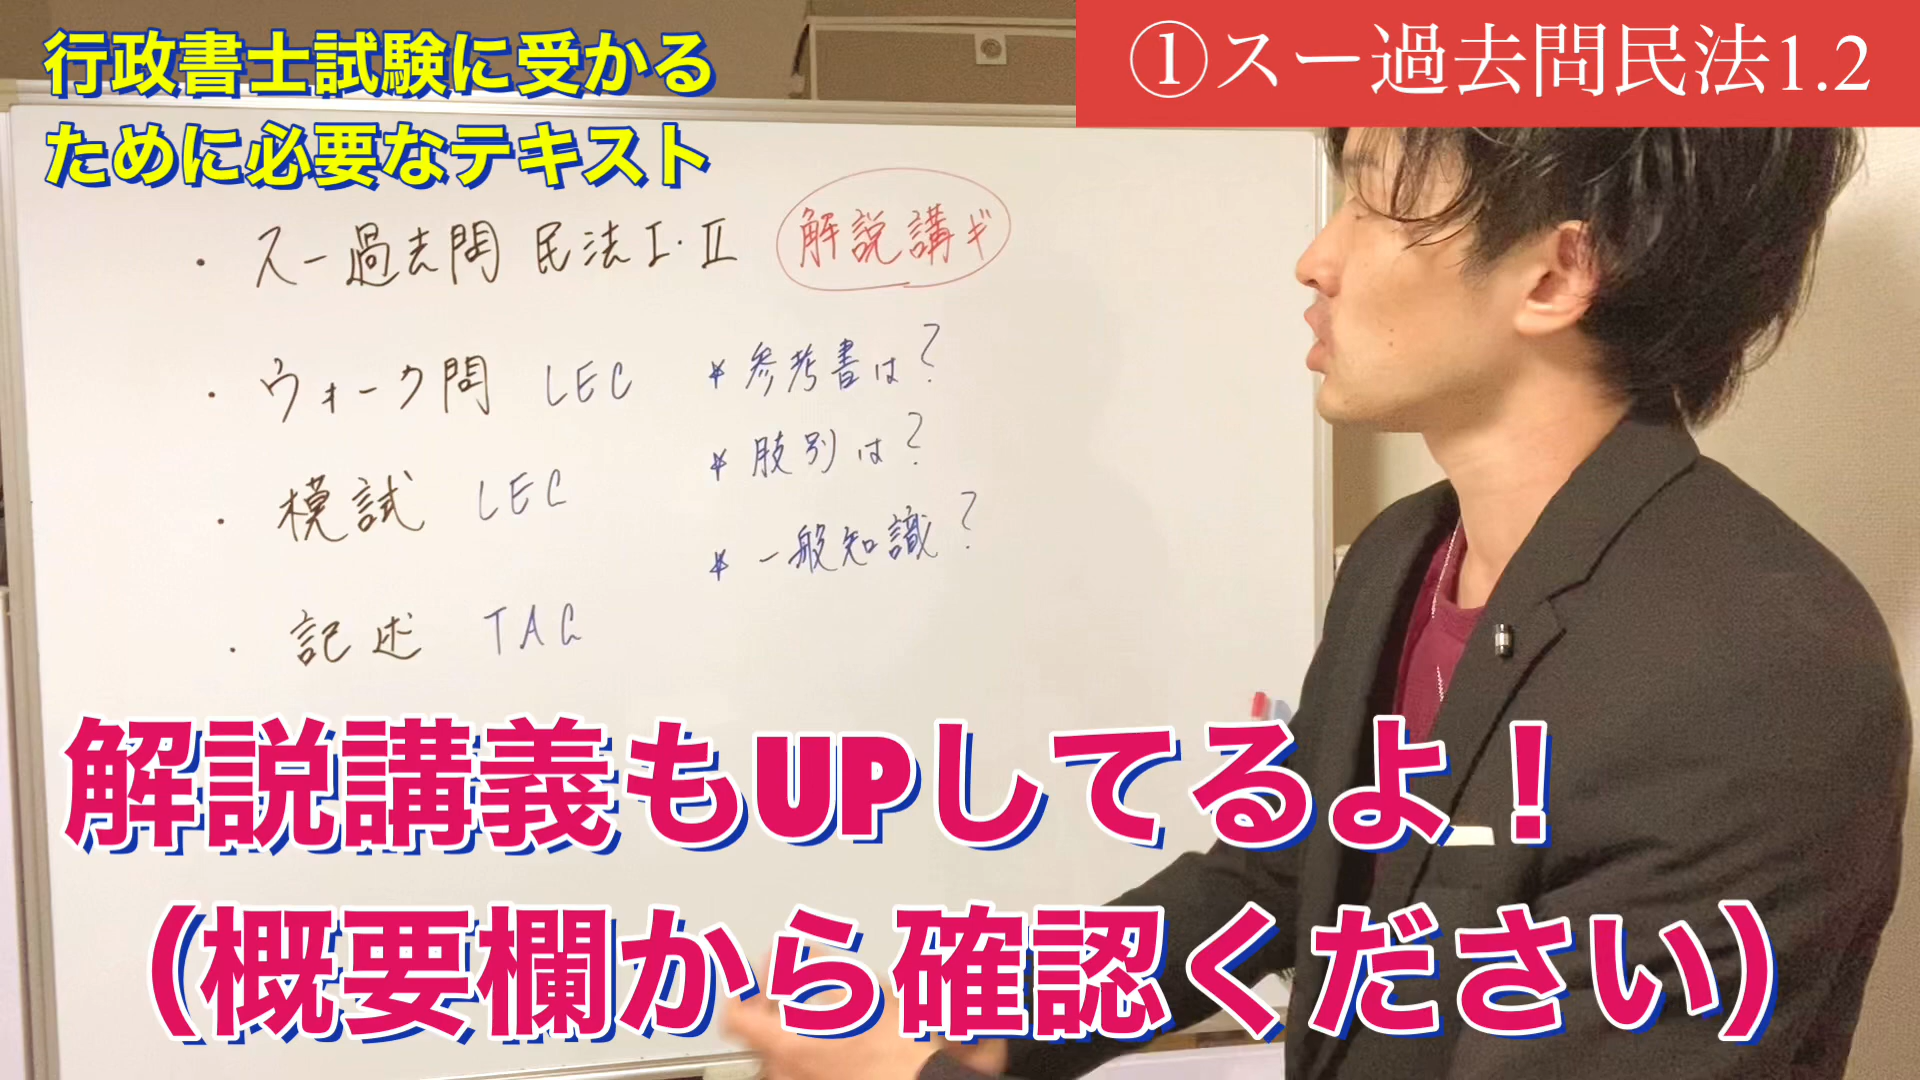 行政書士試験に受かる
ために必要なテキスト
①スー過去問民法1.2
・スー過去問 民法Ⅰ・Ⅱ 解説講ギ
・ウォーク問 LEC *参考書は?
・模試 LEC *肢別は?
・記述 TAC *一般知識?
解説講義もUPしてるよ！
（概要欄から確認ください）